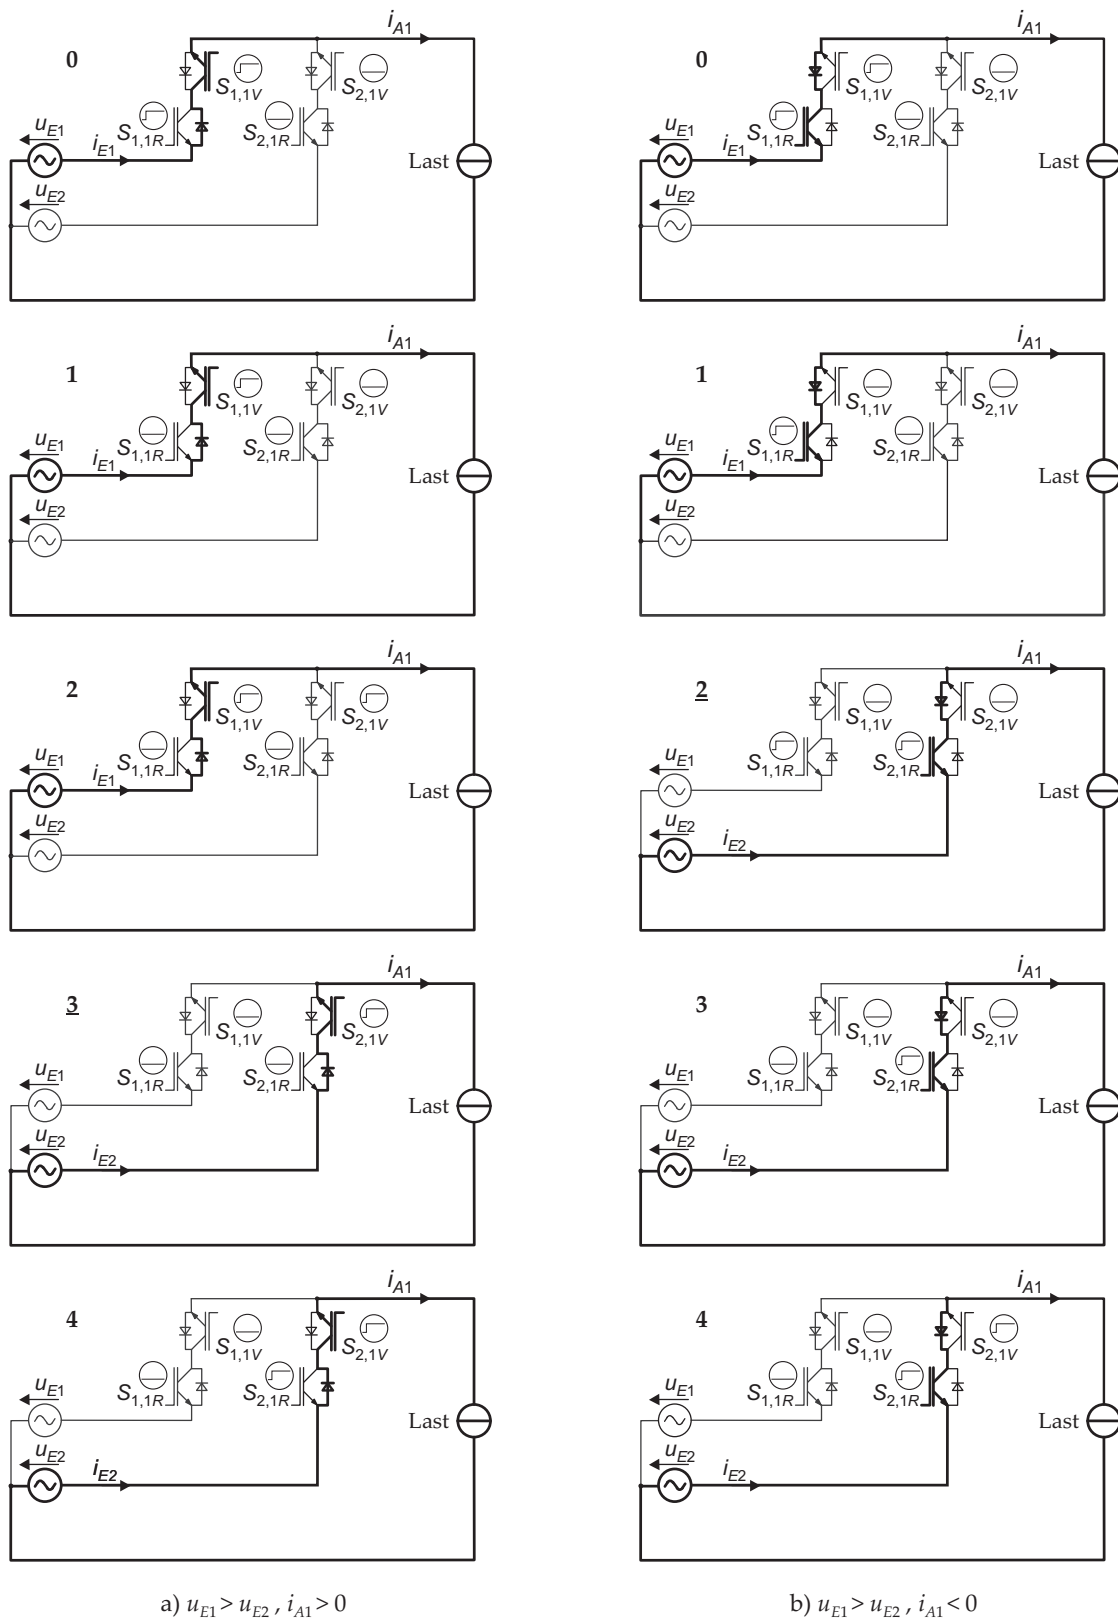 i_A1
0
S_1,1V
S_2,1V
u_E1
S_1,1R
S_2,1R
i_E1
Last
u_E2
i_A1
1
S_1,1V
S_2,1V
u_E1
S_1,1R
S_2,1R
i_E1
Last
u_E2
i_A1
2
S_1,1V
S_2,1V
u_E1
S_1,1R
S_2,1R
i_E1
Last
u_E2
i_A1
3
S_1,1V
S_2,1V
u_E1
S_1,1R
S_2,1R
Last
u_E2
i_E2
i_A1
4
S_1,1V
S_2,1V
u_E1
S_1,1R
S_2,1R
Last
u_E2
i_E2
a) u_E1 > u_E2 , i_A1 > 0
i_A1
0
S_1,1V
S_2,1V
u_E1
S_1,1R
S_2,1R
i_E1
Last
u_E2
i_A1
1
S_1,1V
S_2,1V
u_E1
S_1,1R
S_2,1R
i_E1
Last
u_E2
i_A1
2
S_1,1V
S_2,1V
u_E1
S_1,1R
S_2,1R
Last
u_E2
i_E2
i_A1
3
S_1,1V
S_2,1V
u_E1
S_1,1R
S_2,1R
Last
u_E2
i_E2
i_A1
4
S_1,1V
S_2,1V
u_E1
S_1,1R
S_2,1R
Last
u_E2
i_E2
b) u_E1 > u_E2 , i_A1 < 0